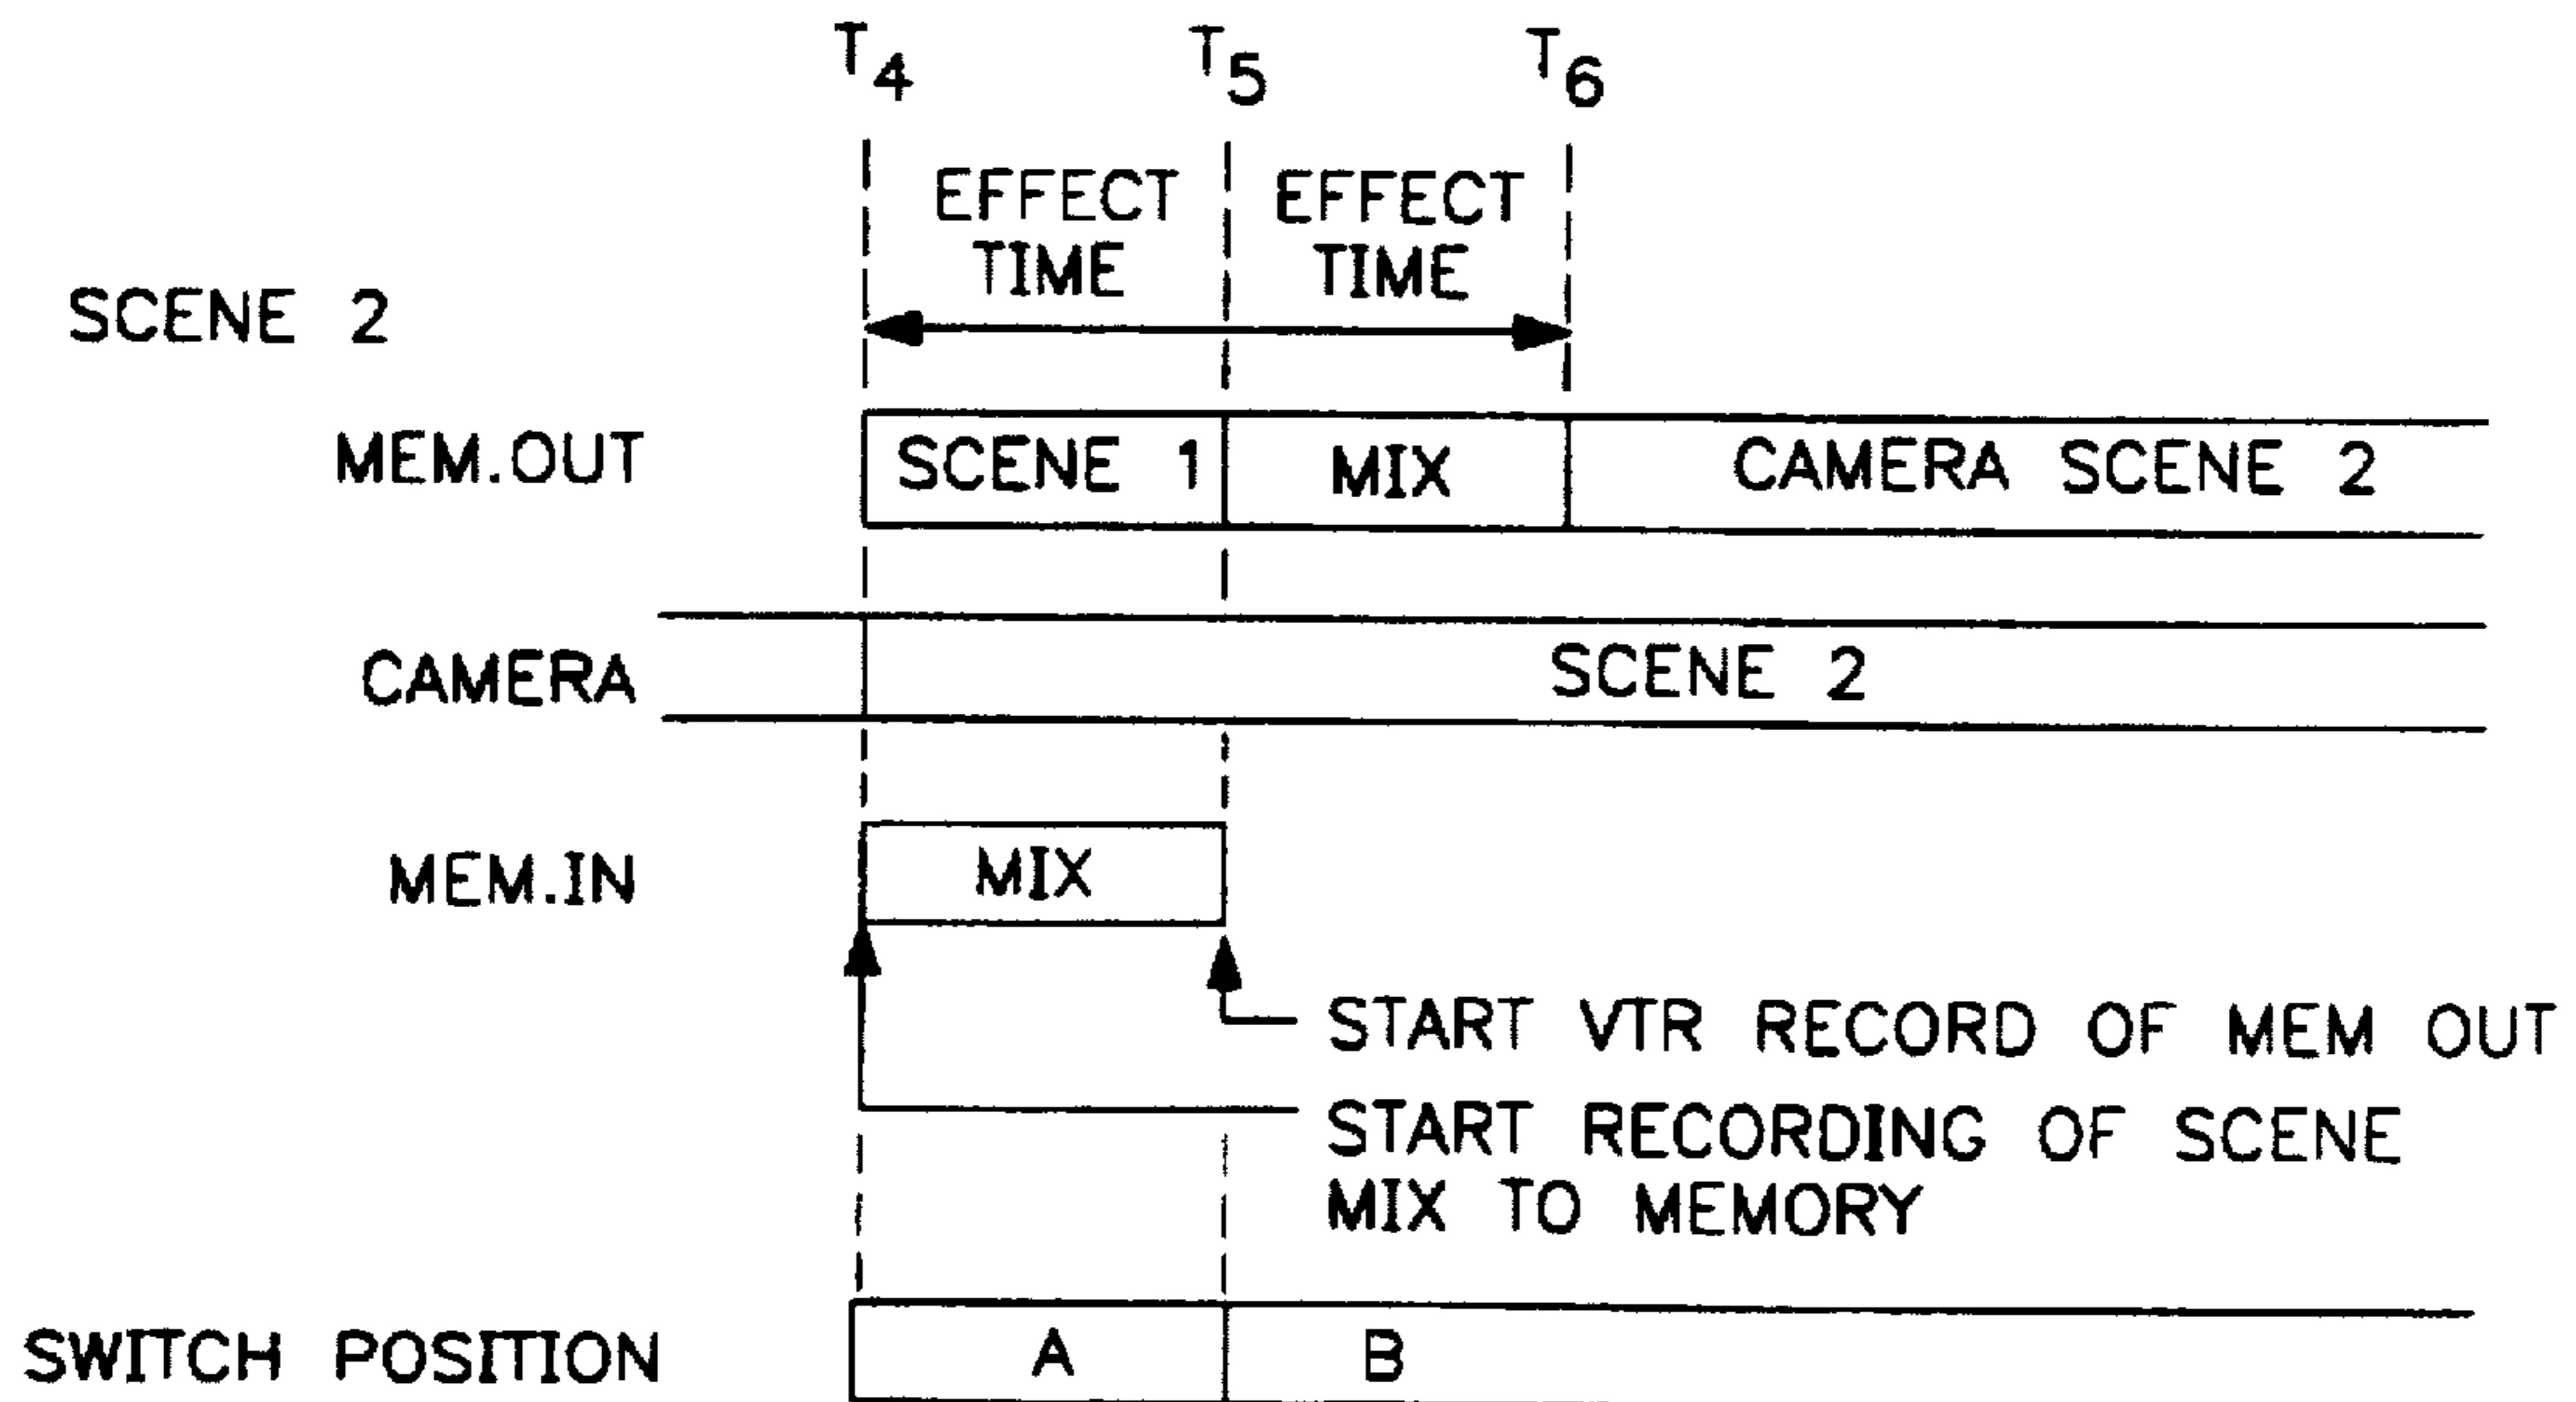 T4 T5 T6
EFFECT TIME
EFFECT TIME
SCENE 2
MEM.OUT SCENE 1 MIX CAMERA SCENE 2
CAMERA SCENE 2
MEM.IN MIX
START VTR RECORD OF MEM OUT
START RECORDING OF SCENE
MIX TO MEMORY
SWITCH POSITION A B